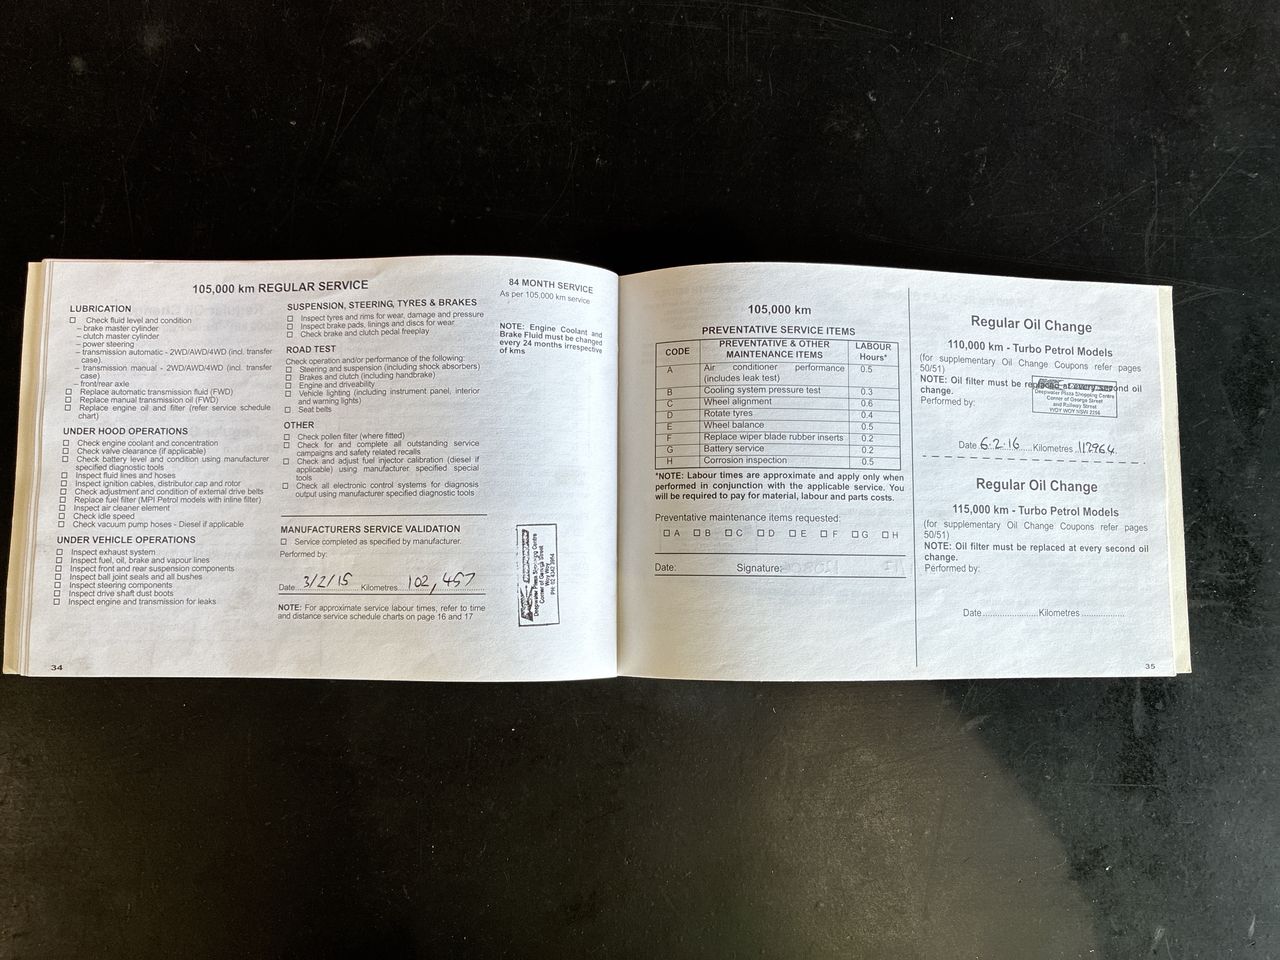 105,000 km REGULAR SERVICE
LUBRICATION
☐ Check fluid level and condition
– brake master cylinder
– clutch master cylinder
– power steering
– transmission automatic - 2WD/AWD/4WD (incl. transfer
case)
– transmission manual - 2WD/AWD/4WD (incl. transfer
case)
– front/rear axle
☐ Replace automatic transmission fluid (FWD)
☐ Replace manual transmission oil (FWD)
☐ Replace engine oil and filter (refer service schedule
chart)
UNDER HOOD OPERATIONS
☐ Check engine coolant and concentration
☐ Check valve clearance (if applicable)
☐ Check battery level and condition using manufacturer
specified diagnostic tools
☐ Inspect fluid lines and hoses
☐ Inspect ignition cables, distributor cap and rotor
☐ Check adjustment and condition of external drive belts
☐ Replace fuel filter (MPI Petrol models with inline filter)
☐ Inspect air cleaner element
☐ Check idle speed
☐ Check vacuum pump hoses - Diesel if applicable
UNDER VEHICLE OPERATIONS
☐ Inspect exhaust system
☐ Inspect fuel, oil, brake and vapour lines
☐ Inspect front and rear suspension components
☐ Inspect ball joint seals and all bushes
☐ Inspect steering components
☐ Inspect drive shaft dust boots
☐ Inspect engine and transmission for leaks
34
SUSPENSION, STEERING, TYRES & BRAKES
☐ Inspect tyres and rims for wear, damage and pressure
☐ Inspect brake pads, linings and discs for wear
☐ Check brake and clutch pedal freeplay
ROAD TEST
Check operation and/or performance of the following:
☐ Steering and suspension (including shock absorbers)
☐ Brakes and clutch (including handbrake)
☐ Engine and driveability
☐ Vehicle lighting (including instrument panel, interior
and warning lights)
☐ Seat belts
OTHER
☐ Check pollen filter (where fitted)
☐ Check for and complete all outstanding service
campaigns and safety related recalls
☐ Check and adjust fuel injector calibration (diesel if
applicable) using manufacturer specified special
tools
☐ Check all electronic control systems for diagnosis
output using manufacturer specified diagnostic tools
MANUFACTURERS SERVICE VALIDATION
☐ Service completed as specified by manufacturer.
Performed by:
Date 3/2/15 Kilometres 102,457
NOTE: For approximate service labour times, refer to time
and distance service schedule charts on page 16 and 17
84 MONTH SERVICE
As per 105,000 km service
NOTE: Engine Coolant and
Brake Fluid must be changed
every 24 months irrespective
of kms
Deepwater Plaza Shopping Centre
Corner of George Street
Woy Woy
105,000 km
PREVENTATIVE SERVICE ITEMS
CODE PREVENTATIVE & OTHER MAINTENANCE ITEMS LABOUR Hours*
A Air conditioner performance 0.5
(includes leak test)
B Cooling system pressure test 0.3
C Wheel alignment 0.6
D Rotate tyres 0.4
E Wheel balance 0.5
F Replace wiper blade rubber inserts 0.2
G Battery service 0.2
H Corrosion inspection 0.5
*NOTE: Labour times are approximate and apply only when
performed in conjunction with the applicable service. You
will be required to pay for material, labour and parts costs.
Preventative maintenance items requested:
☐ A ☐ B ☐ C ☐ D ☐ E ☐ F ☐ G ☐ H
Date: Signature:
Regular Oil Change
110,000 km - Turbo Petrol Models
(for supplementary Oil Change Coupons refer pages
50/51)
NOTE: Oil filter must be replaced at every second oil
change.
Performed by:
Deepwater Plaza Shopping Centre
Corner of George Street
and Railway Street
WOY WOY NSW 2256
Date 6.2.16 Kilometres 112964
Regular Oil Change
115,000 km - Turbo Petrol Models
(for supplementary Oil Change Coupons refer pages
50/51)
NOTE: Oil filter must be replaced at every second oil
change.
Performed by:
Date Kilometres
35